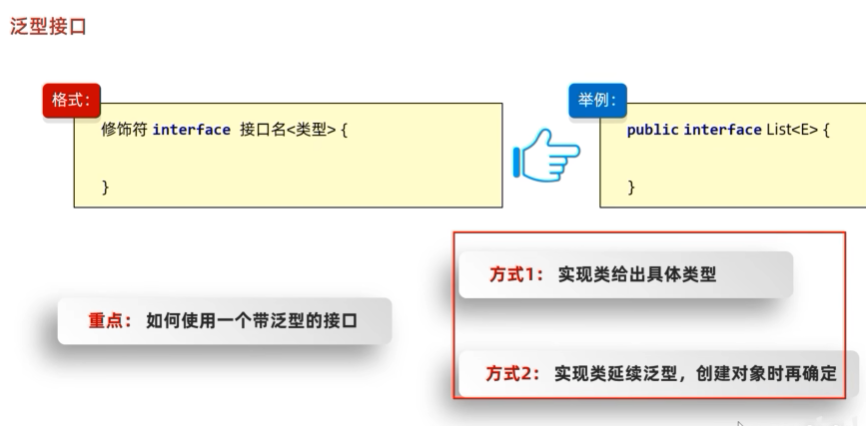 泛型接口
格式：
修饰符 interface 接口名<类型> {
}
举例：
public interface List<E> {
}
重点： 如何使用一个带泛型的接口
方式1： 实现类给出具体类型
方式2： 实现类延续泛型，创建对象时再确定